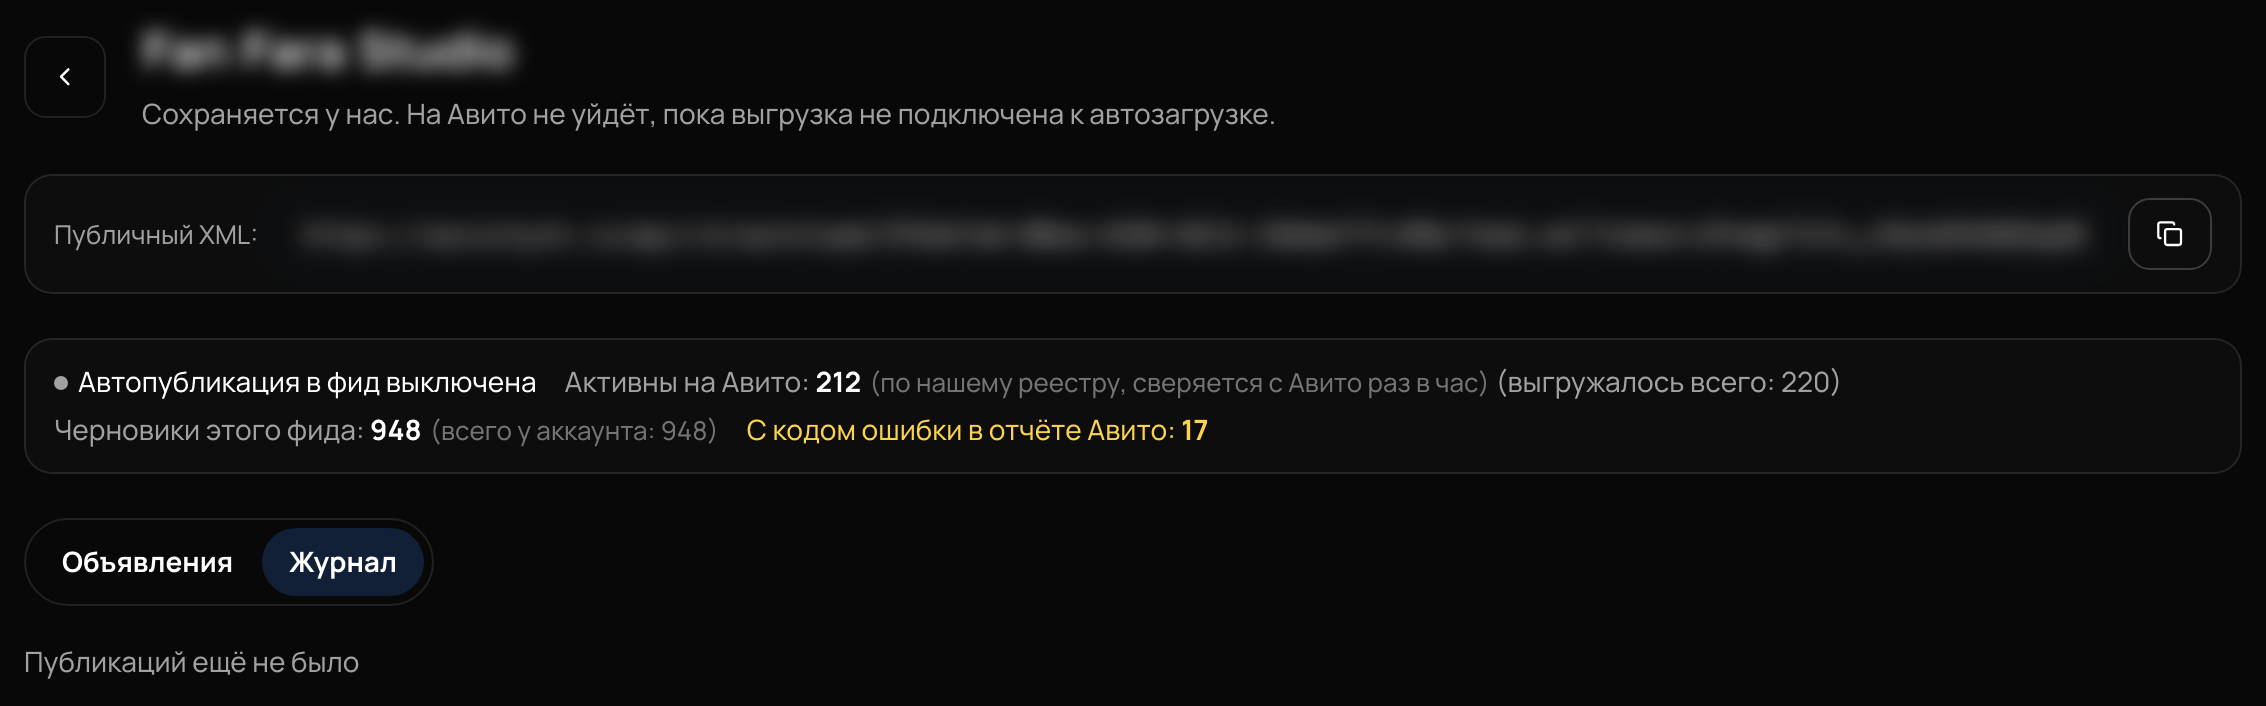 Сохраняется у нас. На Авито не уйдёт, пока выгрузка не подключена к автозагрузке.
Публичный XML:
Автопубликация в фид выключена Активны на Авито: 212 (по нашему реестру, сверяется с Авито раз в час) (выгружалось всего: 220)
Черновики этого фида: 948 (всего у аккаунта: 948) С кодом ошибки в отчёте Авито: 17
Объявления Журнал
Публикаций ещё не было